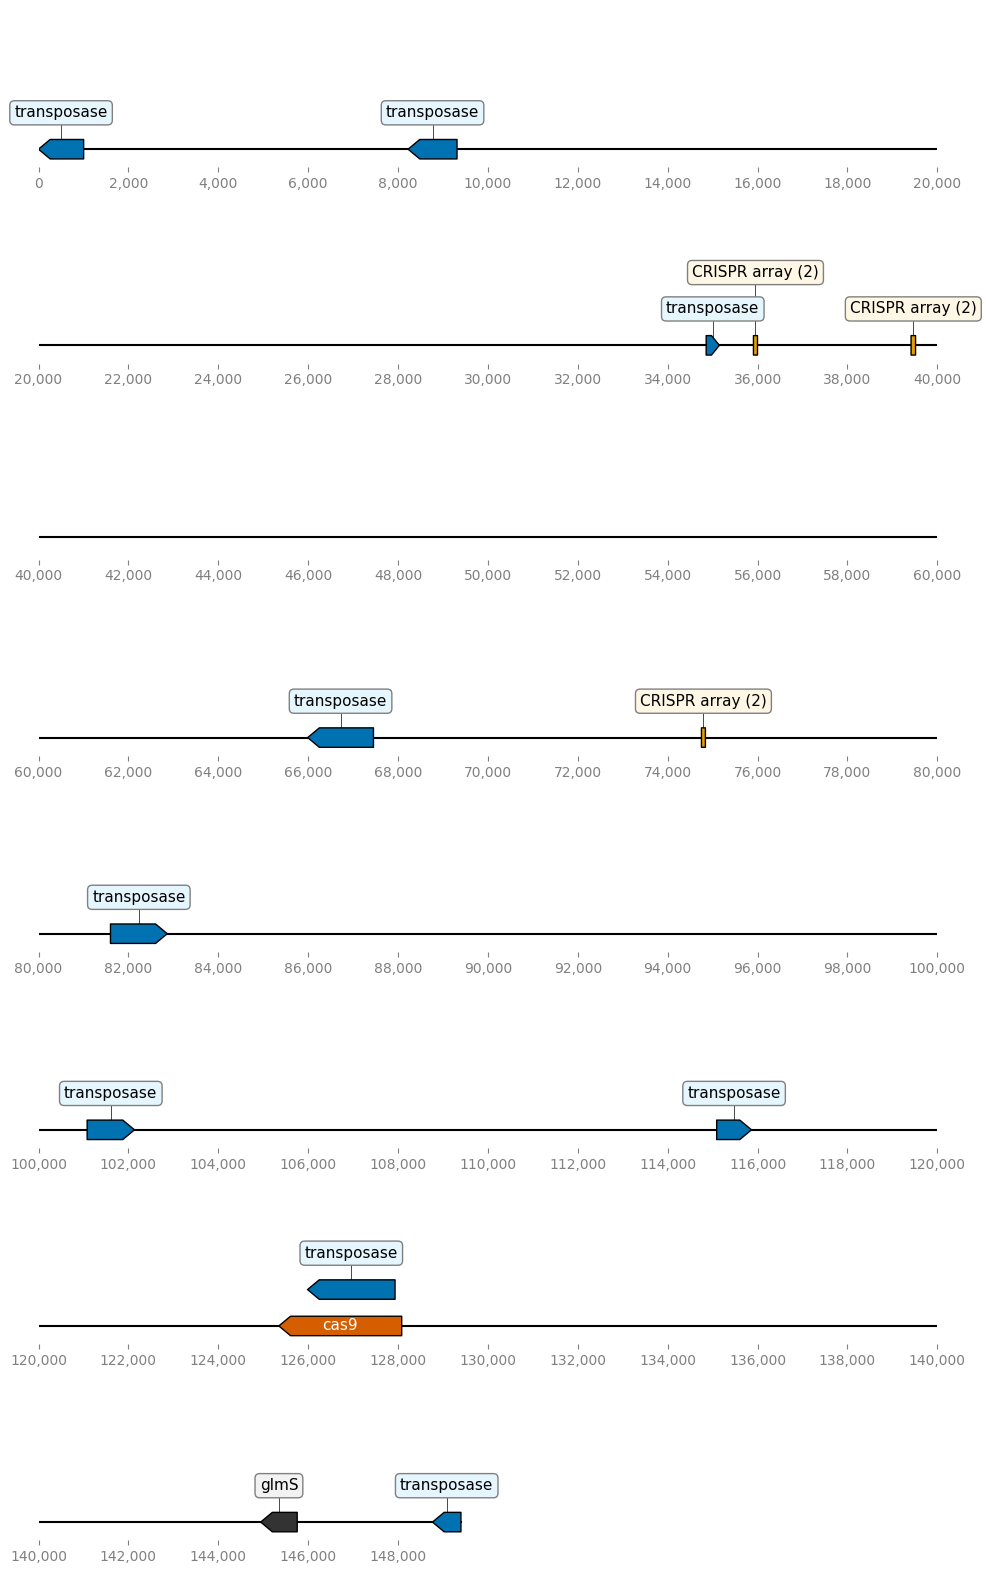 transposase transposase
0 2,000 4,000 6,000 8,000 10,000 12,000 14,000 16,000 18,000 20,000
CRISPR array (2)
transposase CRISPR array (2)
20,000 22,000 24,000 26,000 28,000 30,000 32,000 34,000 36,000 38,000 40,000
40,000 42,000 44,000 46,000 48,000 50,000 52,000 54,000 56,000 58,000 60,000
transposase CRISPR array (2)
60,000 62,000 64,000 66,000 68,000 70,000 72,000 74,000 76,000 78,000 80,000
transposase
80,000 82,000 84,000 86,000 88,000 90,000 92,000 94,000 96,000 98,000 100,000
transposase transposase
100,000 102,000 104,000 106,000 108,000 110,000 112,000 114,000 116,000 118,000 120,000
transposase
cas9
120,000 122,000 124,000 126,000 128,000 130,000 132,000 134,000 136,000 138,000 140,000
glmS transposase
140,000 142,000 144,000 146,000 148,000